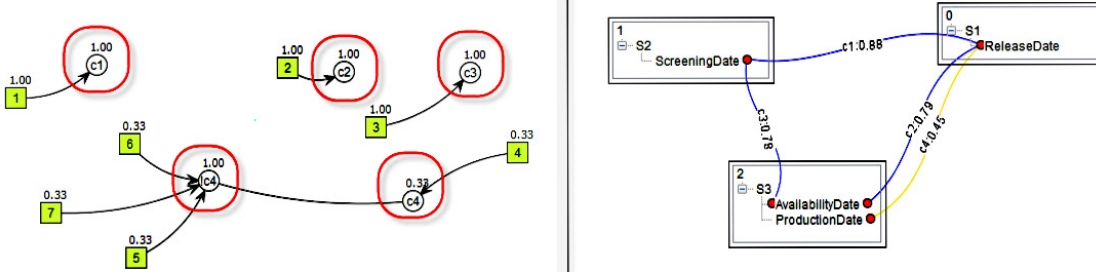 1.00
c1
1.00
1
1.00
c2
1.00
2
1.00
c3
1.00
3
0.33
6
1.00
!c4
0.33
7
0.33
5
0.33
c4
0.33
4
1
S2
ScreeningDate
0
S1
ReleaseDate
c1:0.88
c3:0.78
c2:0.79
c4:0.45
2
S3
AvailabilityDate
ProductionDate